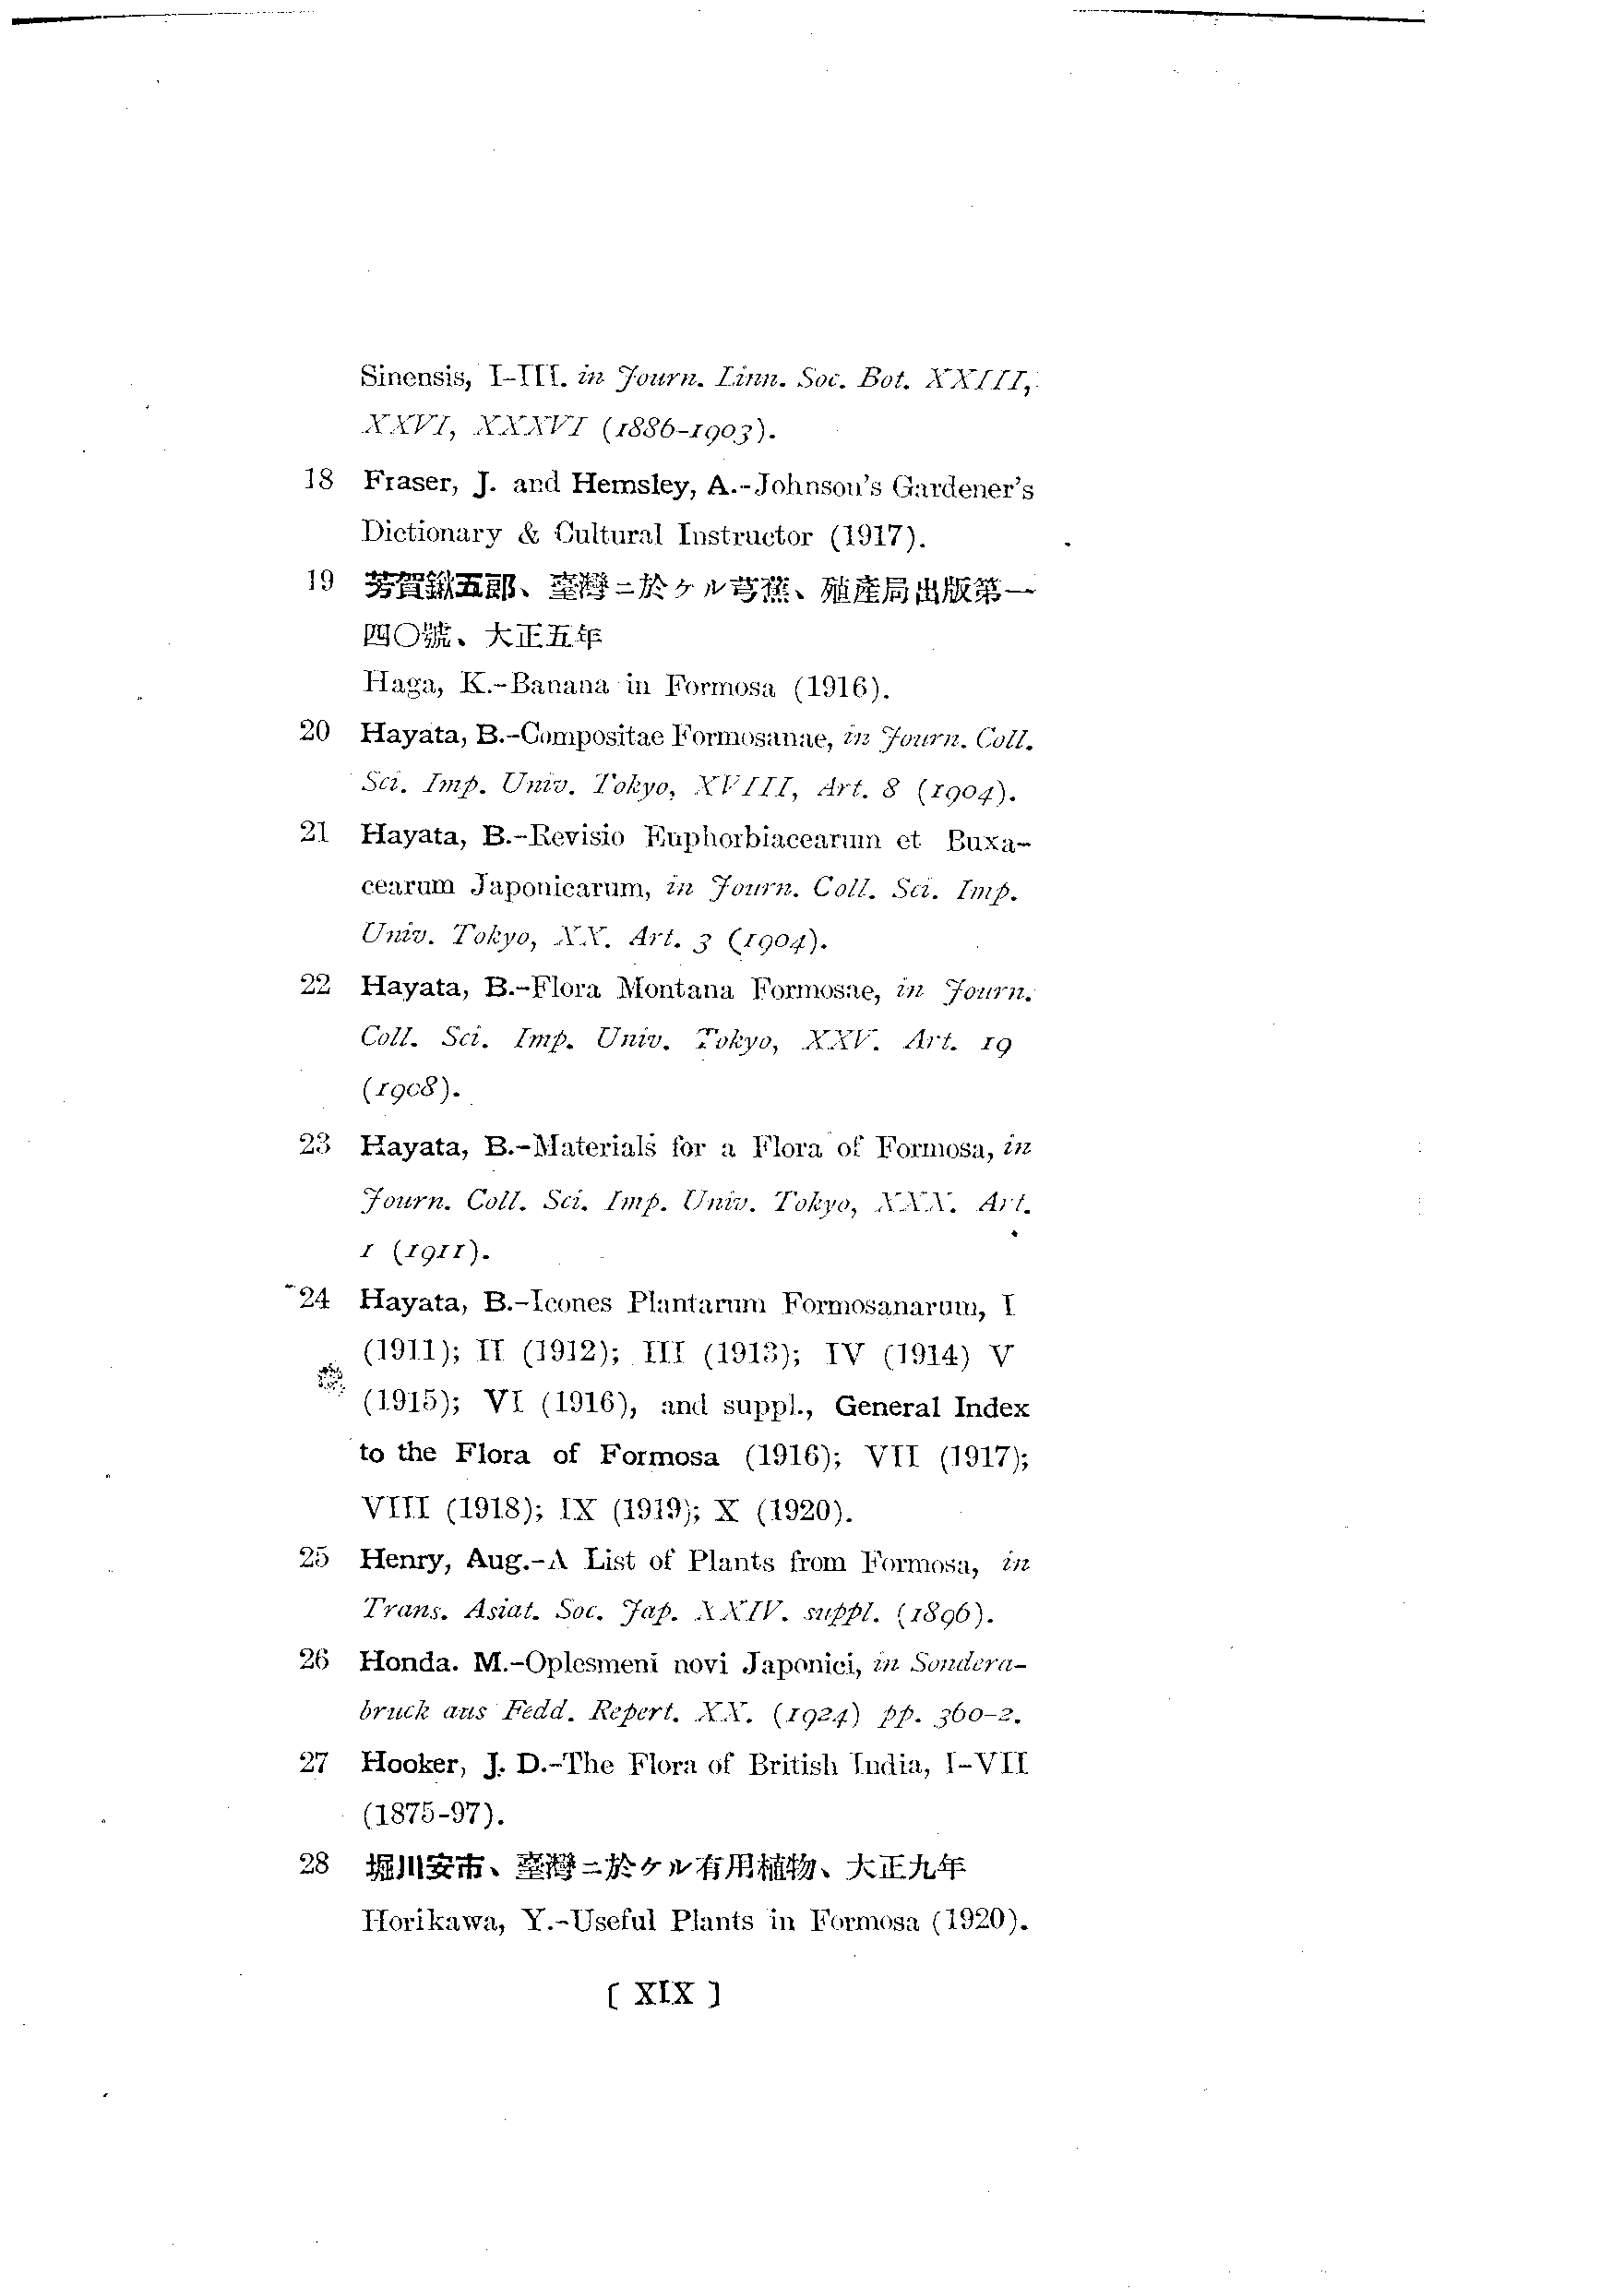 Sinensis, I-III. in Journ. Linn. Soc. Bot. XXIII,
XXVI, XXXVI (1886-1903).
18 Fraser, J. and Hemsley, A.-Johnson's Gardener's
Dictionary & Cultural Instructor (1917).
19 芳賀鍬五郎、臺灣ニ於ケル芎蕉、殖產局出版第一
四〇號、大正五年
Haga, K.-Banana in Formosa (1916).
20 Hayata, B.-Compositae Formosanae, in Journ. Coll.
Sci. Imp. Univ. Tokyo, XVIII, Art. 8 (1904).
21 Hayata, B.-Revisio Euphorbiacearum et Buxa-
cearum Japonicarum, in Journ. Coll. Sci. Imp.
Univ. Tokyo, XX. Art. 3 (1904).
22 Hayata, B.-Flora Montana Formosae, in Journ.
Coll. Sci. Imp. Univ. Tokyo, XXV. Art. 19
(1908).
23 Hayata, B.-Materials for a Flora of Formosa, in
Journ. Coll. Sci. Imp. Univ. Tokyo, XXX. Art.
1 (1911).
24 Hayata, B.-Icones Plantarum Formosanarum, I
(1911); II (1912); III (1913); IV (1914) V
(1915); VI (1916), and suppl., General Index
to the Flora of Formosa (1916); VII (1917);
VIII (1918); IX (1919); X (1920).
25 Henry, Aug.-A List of Plants from Formosa, in
Trans. Asiat. Soc. Jap. XXIV. suppl. (1896).
26 Honda. M.-Oplesmeni novi Japonici, in Sondera-
bruck aus Fedd. Repert. XX. (1924) pp. 360-2.
27 Hooker, J. D.-The Flora of British India, I-VII
(1875-97).
28 堀川安市、臺灣ニ於ケル有用植物、大正九年
Horikawa, Y.-Useful Plants in Formosa (1920).
[ XIX ]